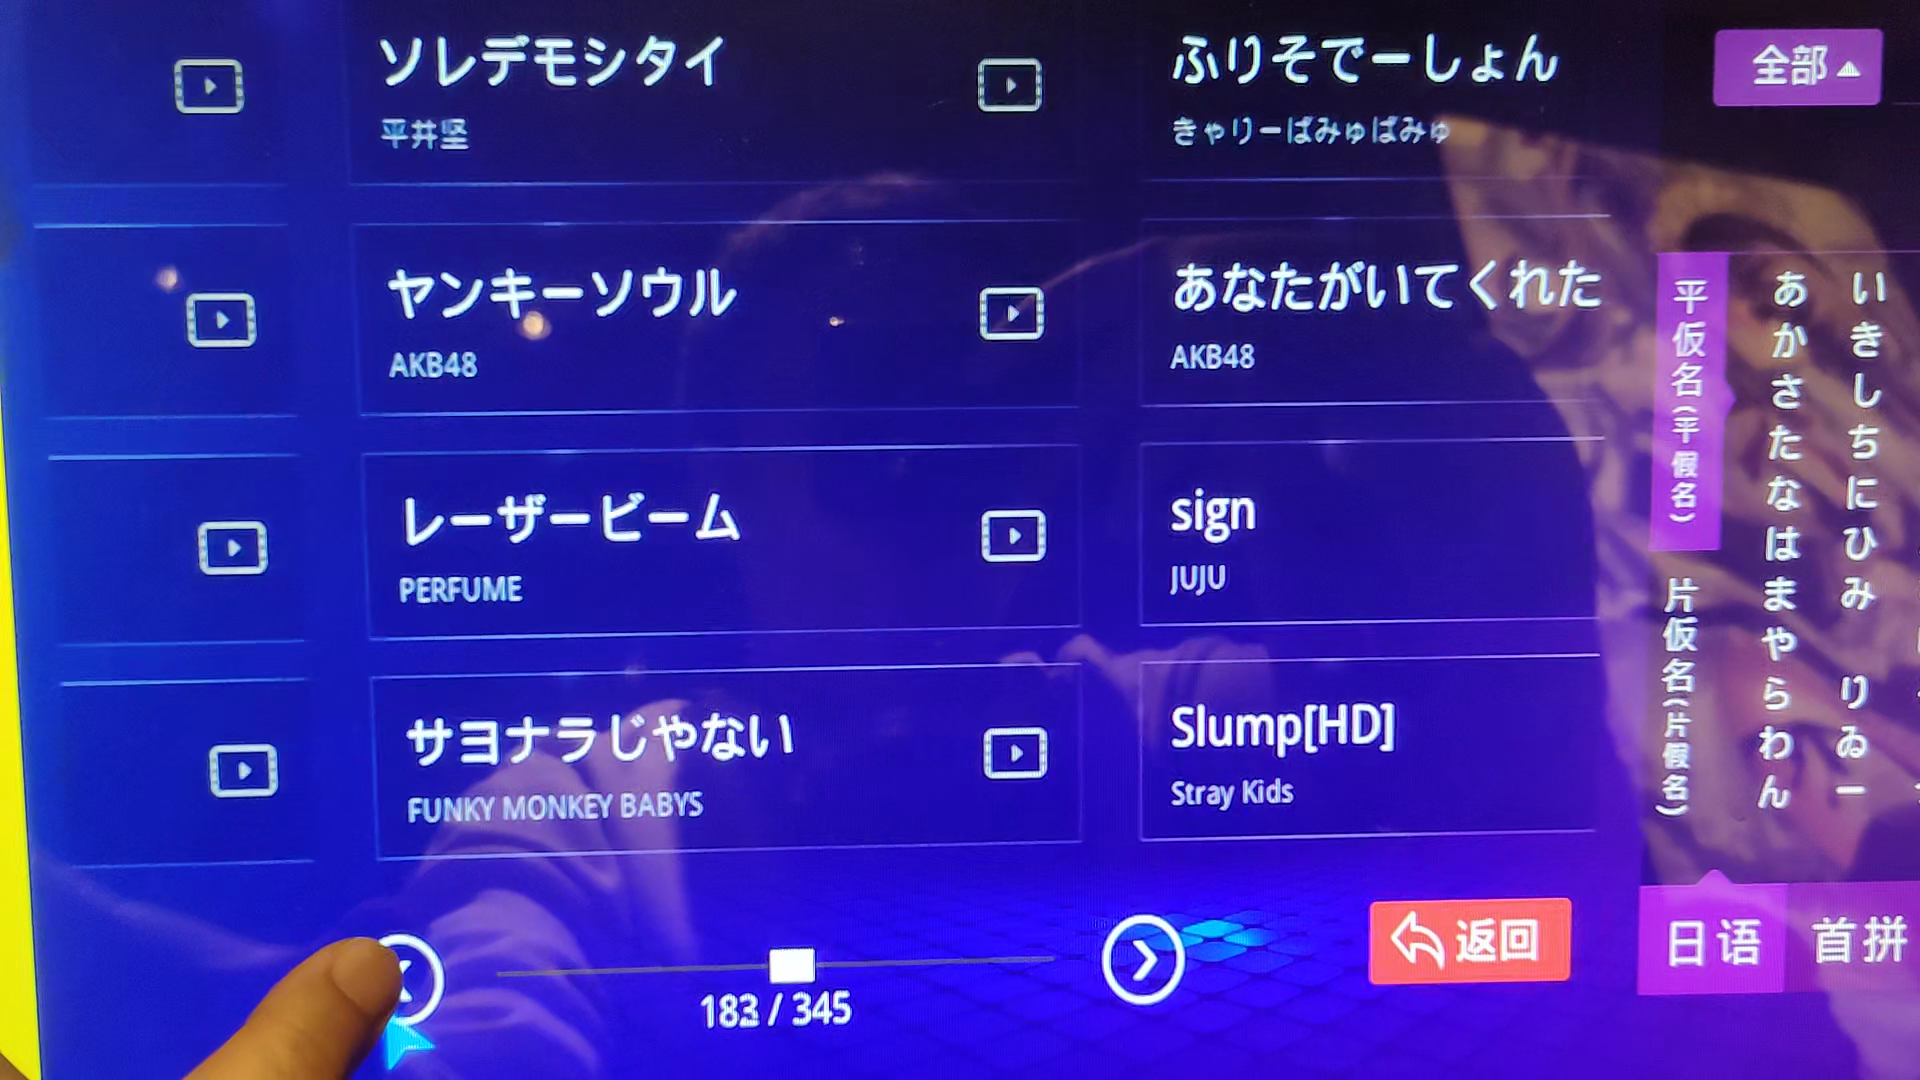 ソレデモシタイ
平井坚
ふりそでーしょん
きゃりーぱみゅぱみゅ
全部
ヤンキーソウル
AKB48
あなたがいてくれた
AKB48
レーザービーム
PERFUME
sign
JUJU
サヨナラじゃない
FUNKY MONKEY BABYS
Slump[HD]
Stray Kids
平仮名(平假名)
片仮名(片假名)
あかさたなはまやらわん
いきしちにひみ りゐー
183 / 345
返回
日语
首拼